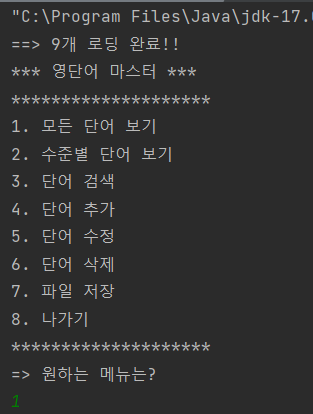 "C:\Program Files\Java\jdk-17.
==> 9개 로딩 완료!!
*** 영단어 마스터 ***
********************
1. 모든 단어 보기
2. 수준별 단어 보기
3. 단어 검색
4. 단어 추가
5. 단어 수정
6. 단어 삭제
7. 파일 저장
8. 나가기
********************
=> 원하는 메뉴는?
1